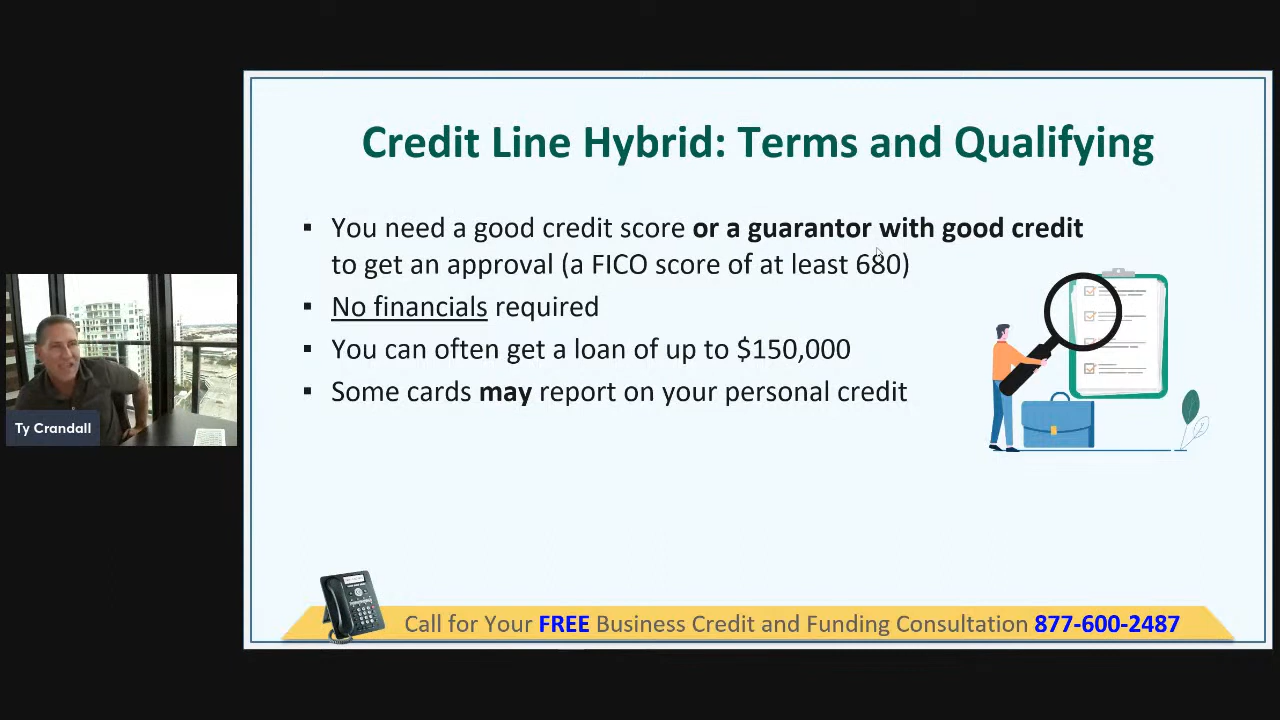 Credit Line Hybrid: Terms and Qualifying
▪ You need a good credit score or a guarantor with good credit
to get an approval (a FICO score of at least 680)
▪ No financials required
▪ You can often get a loan of up to $150,000
▪ Some cards may report on your personal credit
Ty Crandall
Call for Your FREE Business Credit and Funding Consultation 877-600-2487